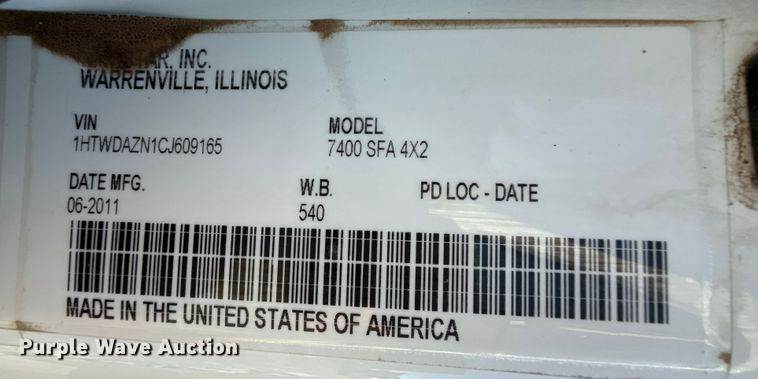 INC.
WARRENVILLE, ILLINOIS
VIN MODEL
1HTWDAZN1CJ609165 7400 SFA 4X2
DATE MFG. W.B. PD LOC - DATE
06-2011 540
MADE IN THE UNITED STATES OF AMERICA
Purple Wave Auction